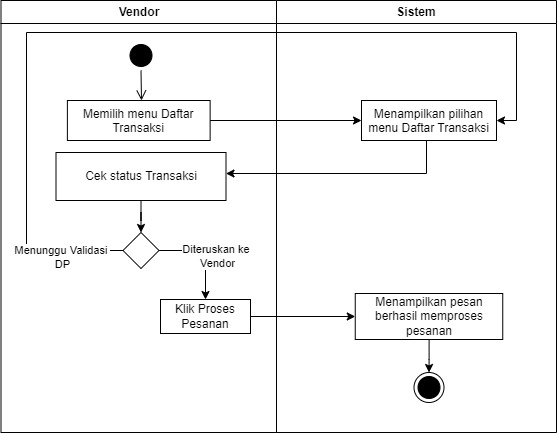 Vendor
Sistem
Memilih menu Daftar
Transaksi
Menampilkan pilihan
menu Daftar Transaksi
Cek status Transaksi
Menunggu Validasi
DP
Diteruskan ke
Vendor
Klik Proses
Pesanan
Menampilkan pesan
berhasil memproses
pesanan